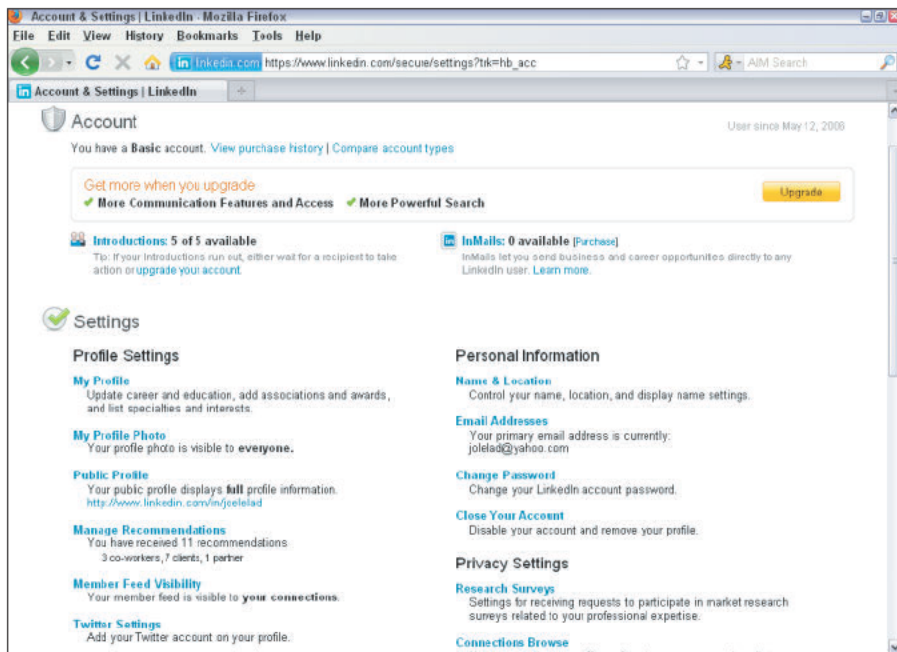 Account & Settings | LinkedIn - Mozilla Firefox
File Edit View History Bookmarks Tools Help
linkedin.com https://www.linkedin.com/secure/settings?trk=hb_acc
AIM Search
Account & Settings | LinkedIn
Account
User since May 12, 2006
You have a Basic account. View purchase history | Compare account types
Get more when you upgrade
More Communication Features and Access More Powerful Search
Upgrade
Introductions: 5 of 5 available
Tip: If your Introductions run out, either wait for a recipient to take
action or upgrade your account.
InMails: 0 available [Purchase]
InMails let you send business and career opportunities directly to any
LinkedIn user. Learn more.
Settings
Profile Settings
My Profile
Update career and education, add associations and awards,
and list specialties and interests.
My Profile Photo
Your profile photo is visible to everyone.
Public Profile
Your public profile displays full profile information.
http://www.linkedin.com/in/joelelad
Manage Recommendations
You have received 11 recommendations
3 co-workers, 7 clients, 1 partner
Member Feed Visibility
Your member feed is visible to your connections.
Twitter Settings
Add your Twitter account on your profile.
Personal Information
Name & Location
Control your name, location, and display name settings.
Email Addresses
Your primary email address is currently:
jolelad@yahoo.com
Change Password
Change your LinkedIn account password.
Close Your Account
Disable your account and remove your profile.
Privacy Settings
Research Surveys
Settings for receiving requests to participate in market research
surveys related to your professional expertise.
Connections Browse